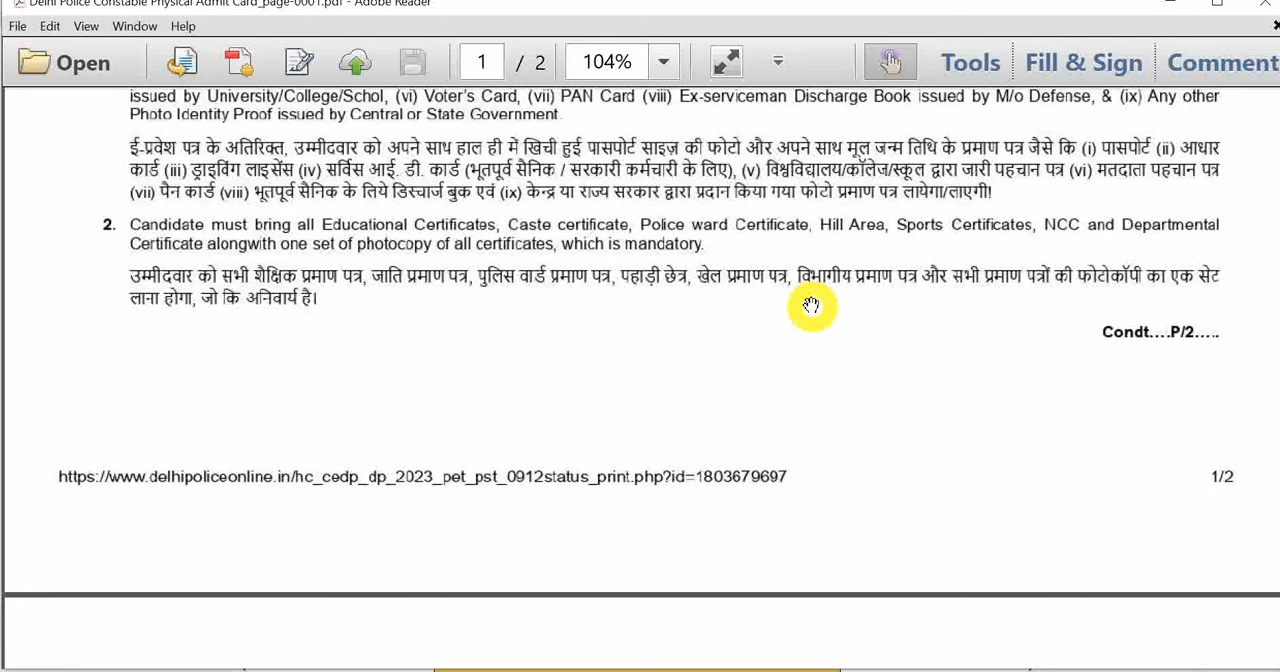 Delhi Police Constable Physical Admit Card_page-0001.pdf - Adobe Reader
File Edit View Window Help
Open 1 / 2 104% Tools Fill & Sign Comment
issued by University/College/Schol, (vi) Voter's Card, (vii) PAN Card (viii) Ex-serviceman Discharge Book issued by M/o Defense, & (ix) Any other
Photo Identity Proof issued by Central or State Government.
ई-प्रवेश पत्र के अतिरिक्त, उम्मीदवार को अपने साथ हाल ही में खिची हुई पासपोर्ट साइज़ की फोटो और अपने साथ मूल जन्म तिथि के प्रमाण पत्र जैसे कि (i) पासपोर्ट (ii) आधार
कार्ड (iii) ड्राइविंग लाइसेंस (iv) सर्विस आई. डी. कार्ड (भूतपूर्व सैनिक / सरकारी कर्मचारी के लिए), (v) विश्वविद्यालय/कॉलेज/स्कूल द्वारा जारी पहचान पत्र (vi) मतदाता पहचान पत्र
(vii) पैन कार्ड (viii) भूतपूर्व सैनिक के लिये डिस्चार्ज बुक एवं (ix) केन्द्र या राज्य सरकार द्वारा प्रदान किया गया फोटो प्रमाण पत्र लायेगा/लाएगी!
2. Candidate must bring all Educational Certificates, Caste certificate, Police ward Certificate, Hill Area, Sports Certificates, NCC and Departmental
Certificate alongwith one set of photocopy of all certificates, which is mandatory.
उम्मीदवार को सभी शैक्षिक प्रमाण पत्र, जाति प्रमाण पत्र, पुलिस वार्ड प्रमाण पत्र, पहाड़ी छेत्र, खेल प्रमाण पत्र, विभागीय प्रमाण पत्र और सभी प्रमाण पत्रों की फोटोकॉपी का एक सेट
लाना होगा, जो कि अनिवार्य है।
Condt....P/2.....
https://www.delhipoliceonline.in/hc_cedp_dp_2023_pet_pst_0912status_print.php?id=1803679697 1/2